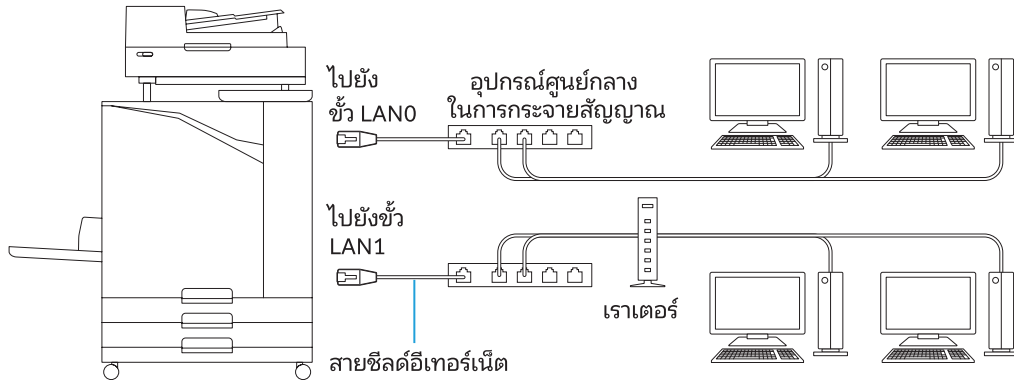 ไปยัง
ขั้ว LAN0
อุปกรณ์ศูนย์กลาง
ในการกระจายสัญญาณ
ไปยังขั้ว
LAN1
เราเตอร์
สายชีลด์อีเทอร์เน็ต